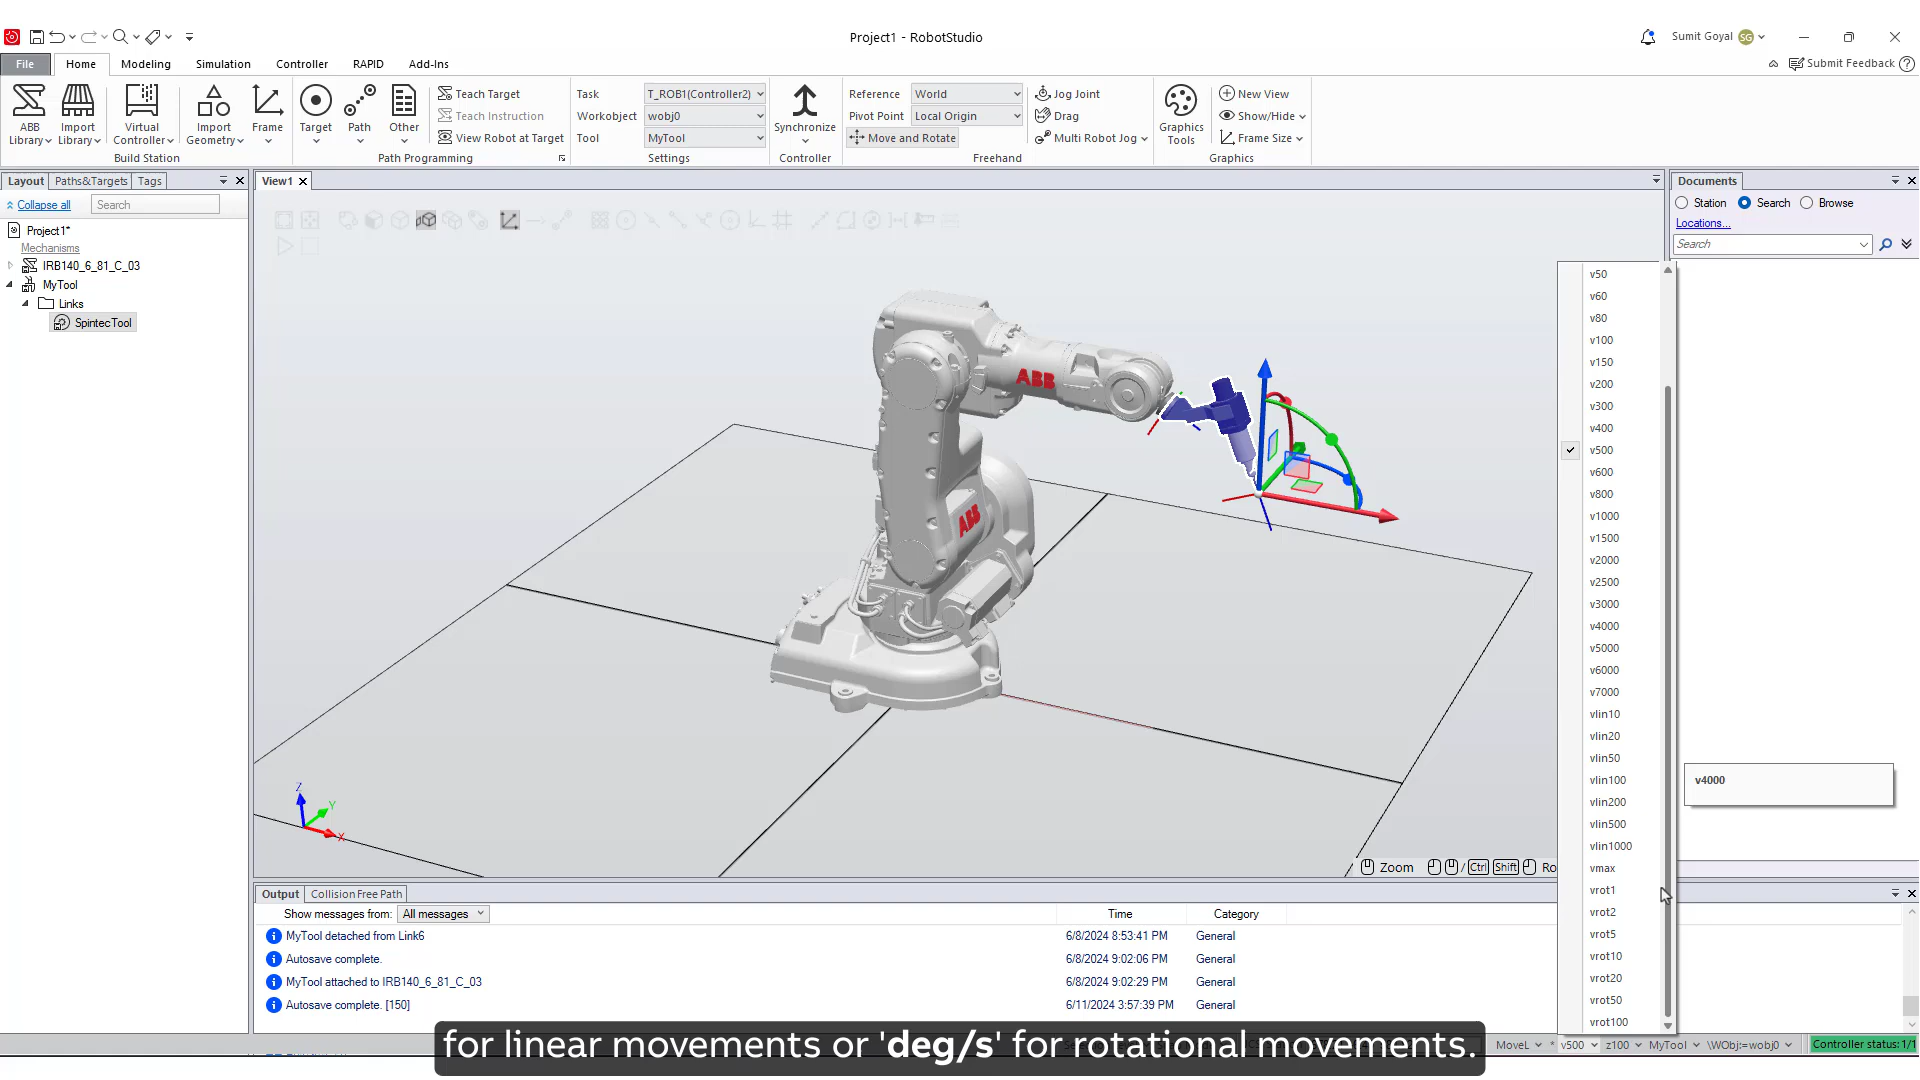 Project1 - RobotStudio
Sumit Goyal SG
File Home Modeling Simulation Controller RAPID Add-Ins
Submit Feedback
ABB Library
Import Library
Virtual Controller
Import Geometry
Frame
Build Station
Target
Path
Other
Teach Target
Teach Instruction
View Robot at Target
Path Programming
Task T_ROB1(Controller2)
Workobject wobj0
Tool MyTool
Settings
Synchronize
Controller
Reference World
Pivot Point Local Origin
Move and Rotate
Jog Joint
Drag
Multi Robot Jog
Freehand
Graphics Tools
New View
Show/Hide
Frame Size
Graphics
Layout Paths&Targets Tags
Collapse all Search
Project1*
Mechanisms
IRB140_6_81_C_03
MyTool
Links
SpintecTool
View1
ABB
ABB
Z
Y
X
Zoom / Ctrl Shift Ro
Documents
Station Search Browse
Locations...
Search
v50
v60
v80
v100
v150
v200
v300
v400
v500
v600
v800
v1000
v1500
v2000
v2500
v3000
v4000
v5000
v6000
v7000
vlin10
vlin20
vlin50
vlin100
vlin200
vlin500
vlin1000
vmax
vrot1
vrot2
vrot5
vrot10
vrot20
vrot50
vrot100
v4000
Output Collision Free Path
Show messages from: All messages Time Category
MyTool detached from Link6 6/8/2024 8:53:41 PM General
Autosave complete. 6/8/2024 9:02:06 PM General
MyTool attached to IRB140_6_81_C_03 6/8/2024 9:02:29 PM General
Autosave complete. [150] 6/11/2024 3:57:39 PM General
for linear movements or 'deg/s' for rotational movements.
MoveL * v500 z100 MyTool \WObj:=wobj0 Controller status: 1/1